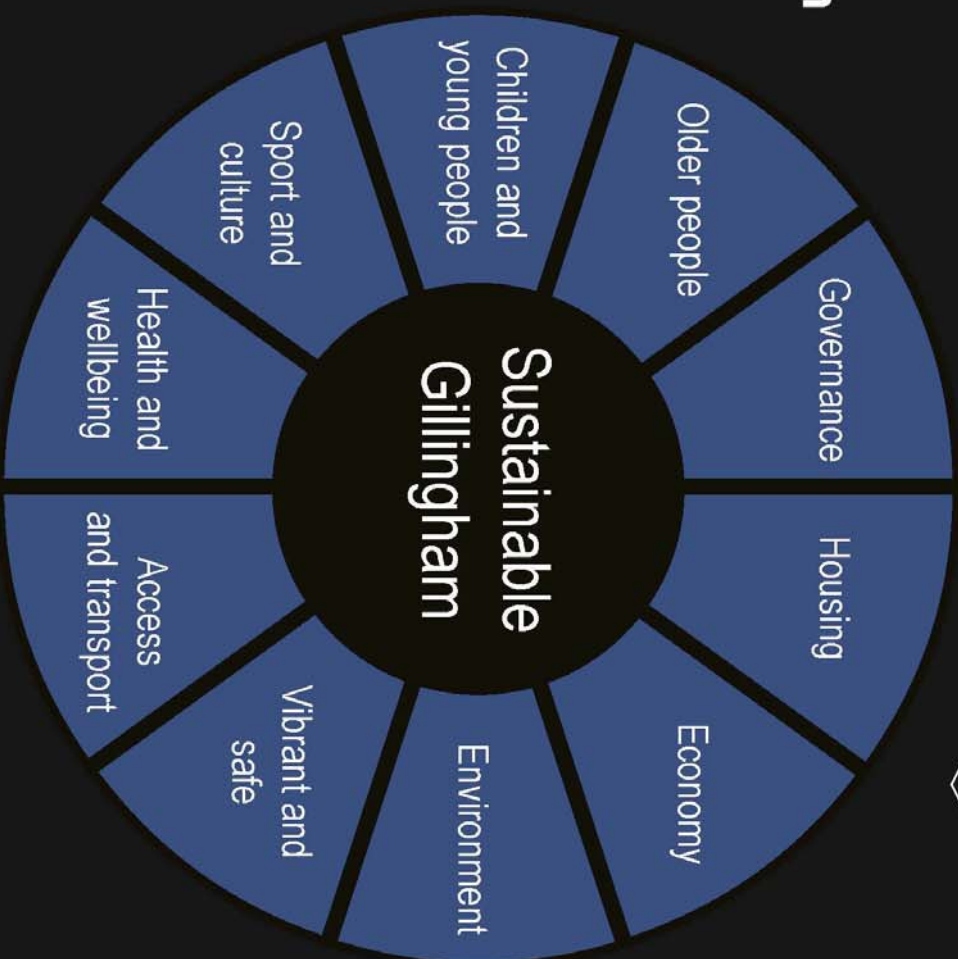 Governance
Housing
Older people
Economy
Children and
young people
Sustainable
Gillingham
Environment
Sport and
culture
Vibrant and
safe
Health and
wellbeing
Access
and transport